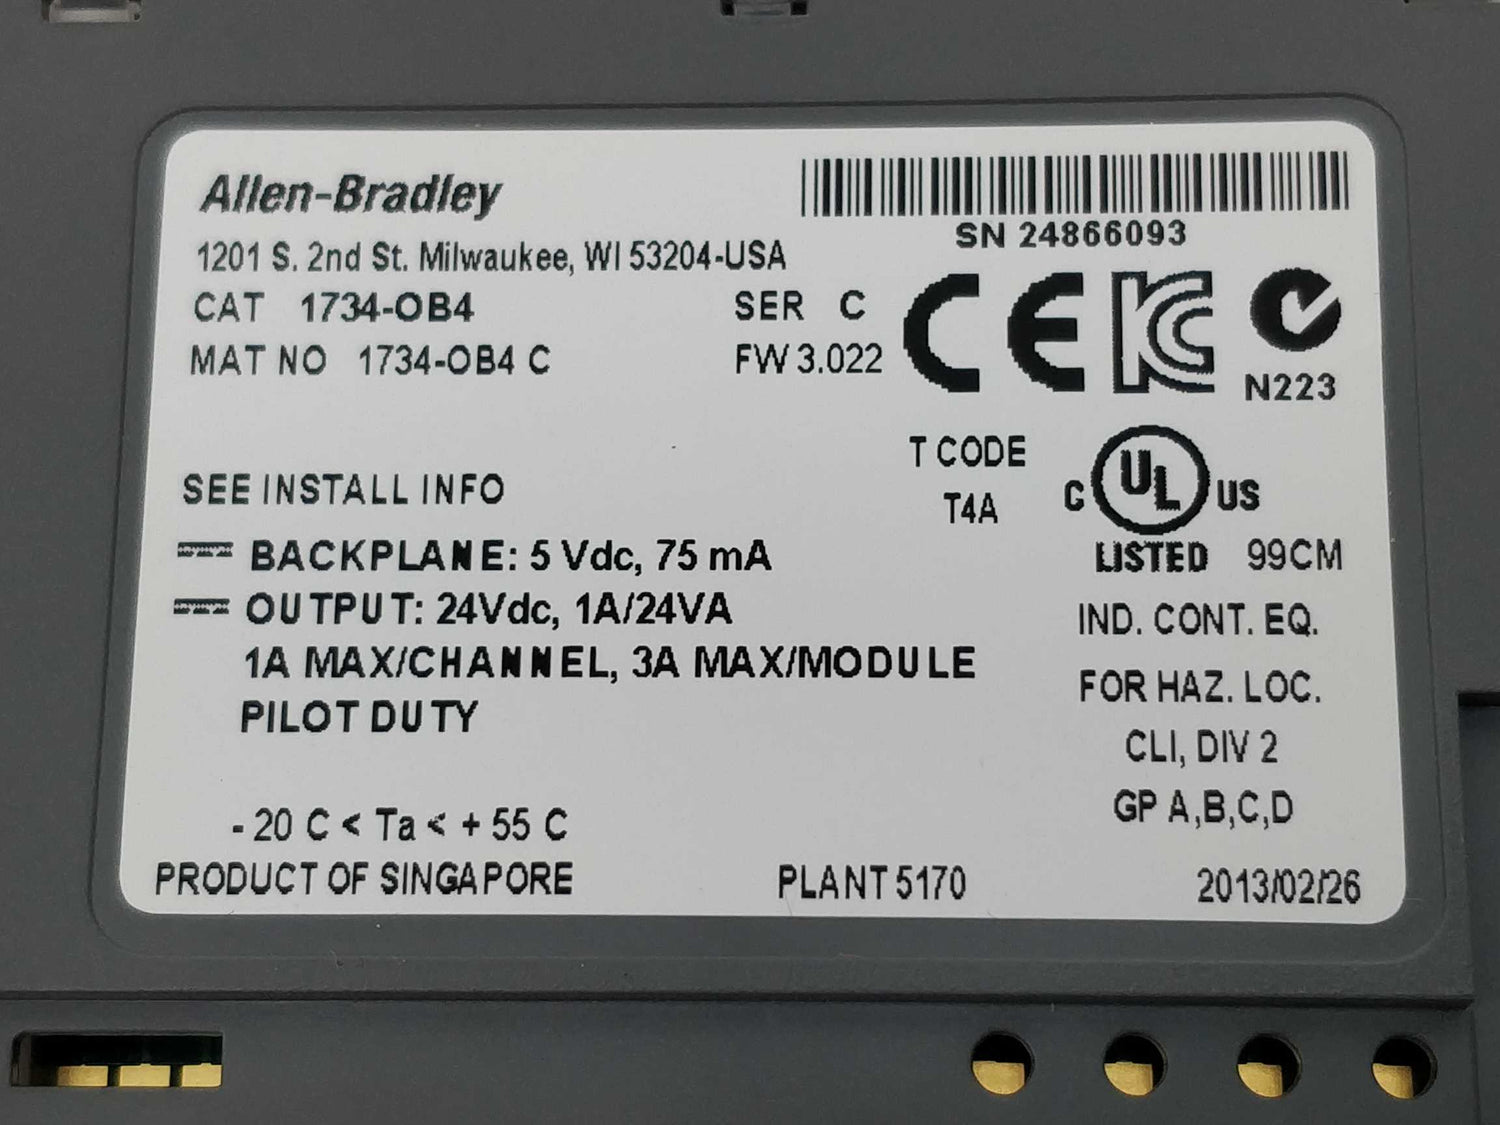 Allen-Bradley
SN 24866093
1201 S. 2nd St. Milwaukee, WI 53204-USA
CAT 1734-OB4 SER C
MAT NO 1734-OB4 C FW 3.022
CE KC
N223
T CODE
T4A
C UL US
LISTED 99CM
IND. CONT. EQ.
FOR HAZ. LOC.
CLI, DIV 2
GP A,B,C,D
SEE INSTALL INFO
BACKPLANE: 5 Vdc, 75 mA
OUTPUT: 24Vdc, 1A/24VA
1A MAX/CHANNEL, 3A MAX/MODULE
PILOT DUTY
- 20 C < Ta < + 55 C
PRODUCT OF SINGAPORE PLANT 5170 2013/02/26